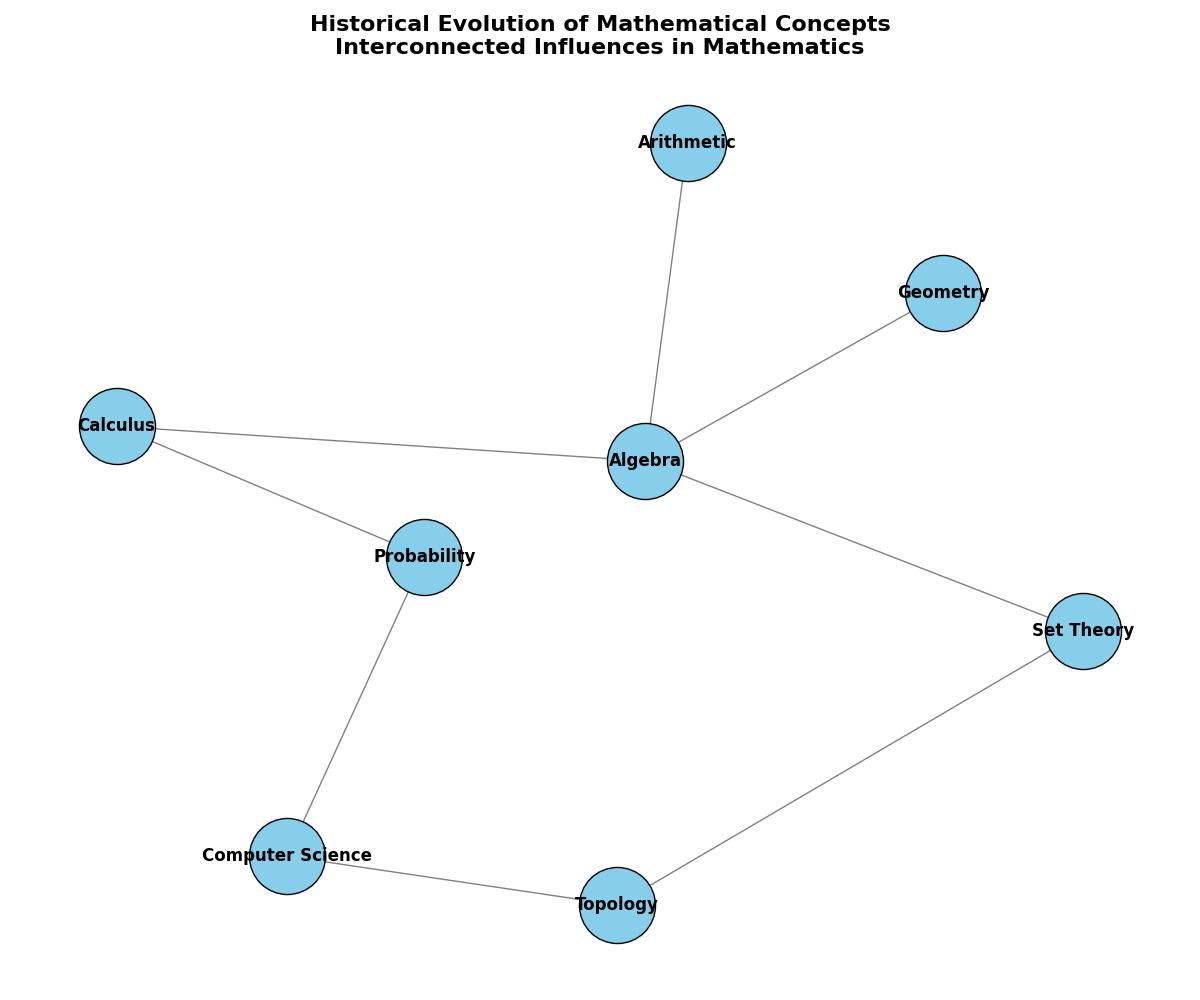 Historical Evolution of Mathematical Concepts
Interconnected Influences in Mathematics
Arithmetic
Geometry
Calculus
Algebra
Probability
Set Theory
Computer Science
Topology